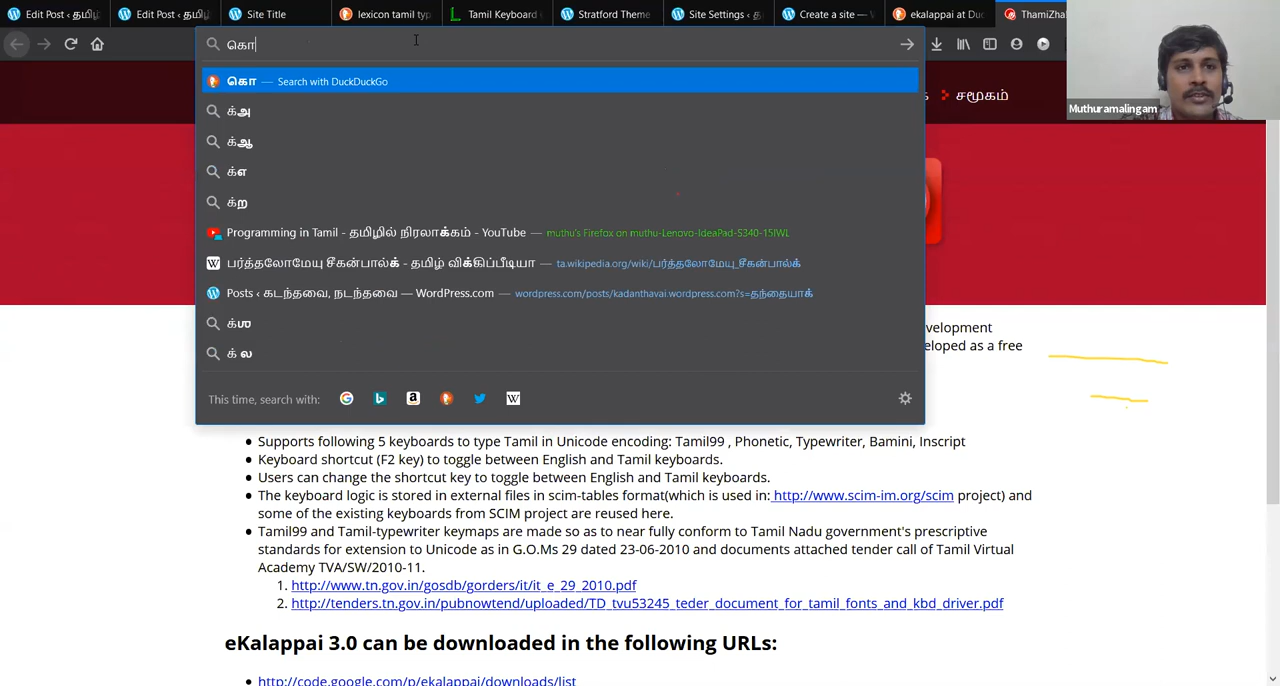 Edit Post ‹ தமிழ்
Edit Post ‹ தமிழ்
Site Title
lexicon tamil typ
Tamil Keyboard
Stratford Theme
Site Settings ‹ த
Create a site — W
ekalappai at Du
ThamiZha
கொ
கொ — Search with DuckDuckGo
க்அ
க்ஆ
க்எ
க்ற
Programming in Tamil - தமிழில் நிரலாக்கம் - YouTube — muthu's Firefox on muthu-Lenovo-IdeaPad-S340-15IWL
பர்த்தலோமேயு சீகன்பால்க் - தமிழ் விக்கிப்பீடியா — ta.wikipedia.org/wiki/பர்த்தலோமேயு_சீகன்பால்க்
Posts ‹ கடந்தவை, நடந்தவை — WordPress.com — wordpress.com/posts/kadanthavai.wordpress.com?s=தந்தையாக்
க்ஶ
க் ல
This time, search with:
சமூகம்
Muthuramalingam
velopment
eloped as a free
Supports following 5 keyboards to type Tamil in Unicode encoding: Tamil99 , Phonetic, Typewriter, Bamini, Inscript
Keyboard shortcut (F2 key) to toggle between English and Tamil keyboards.
Users can change the shortcut key to toggle between English and Tamil keyboards.
The keyboard logic is stored in external files in scim-tables format(which is used in: http://www.scim-im.org/scim project) and
some of the existing keyboards from SCIM project are reused here.
Tamil99 and Tamil-typewriter keymaps are made so as to near fully conform to Tamil Nadu government's prescriptive
standards for extension to Unicode as in G.O.Ms 29 dated 23-06-2010 and documents attached tender call of Tamil Virtual
Academy TVA/SW/2010-11.
1. http://www.tn.gov.in/gosdb/gorders/it/it_e_29_2010.pdf
2. http://tenders.tn.gov.in/pubnowtend/uploaded/TD_tvu53245_teder_document_for_tamil_fonts_and_kbd_driver.pdf
eKalappai 3.0 can be downloaded in the following URLs:
http://code.google.com/p/ekalappai/downloads/list